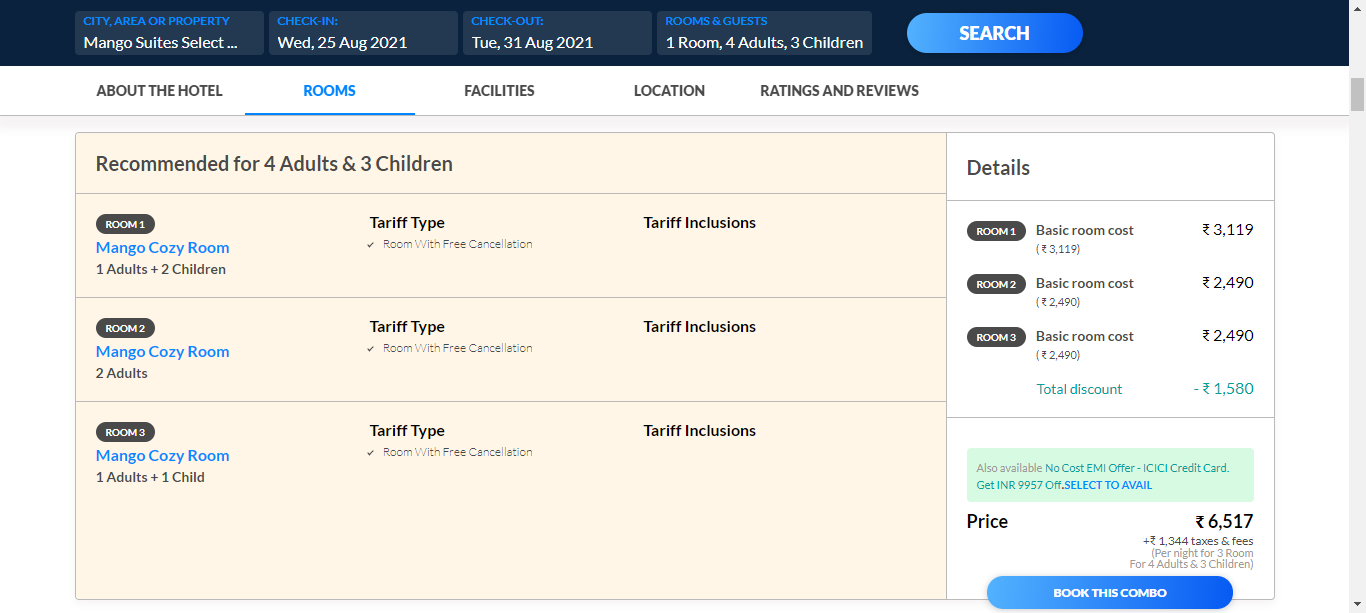 CITY, AREA OR PROPERTY
Mango Suites Select ...
CHECK-IN:
Wed, 25 Aug 2021
CHECK-OUT:
Tue, 31 Aug 2021
ROOMS & GUESTS
1 Room, 4 Adults, 3 Children
SEARCH
ABOUT THE HOTEL ROOMS FACILITIES LOCATION RATINGS AND REVIEWS
Recommended for 4 Adults & 3 Children
ROOM 1
Mango Cozy Room
1 Adults + 2 Children
Tariff Type
Room With Free Cancellation
Tariff Inclusions
ROOM 2
Mango Cozy Room
2 Adults
Tariff Type
Room With Free Cancellation
Tariff Inclusions
ROOM 3
Mango Cozy Room
1 Adults + 1 Child
Tariff Type
Room With Free Cancellation
Tariff Inclusions
Details
ROOM 1 Basic room cost ₹ 3,119
( ₹ 3,119)
ROOM 2 Basic room cost ₹ 2,490
( ₹ 2,490)
ROOM 3 Basic room cost ₹ 2,490
( ₹ 2,490)
Total discount - ₹ 1,580
Also available No Cost EMI Offer - ICICI Credit Card.
Get INR 9957 Off.SELECT TO AVAIL
Price ₹ 6,517
+₹ 1,344 taxes & fees
(Per night for 3 Room
For 4 Adults & 3 Children)
BOOK THIS COMBO